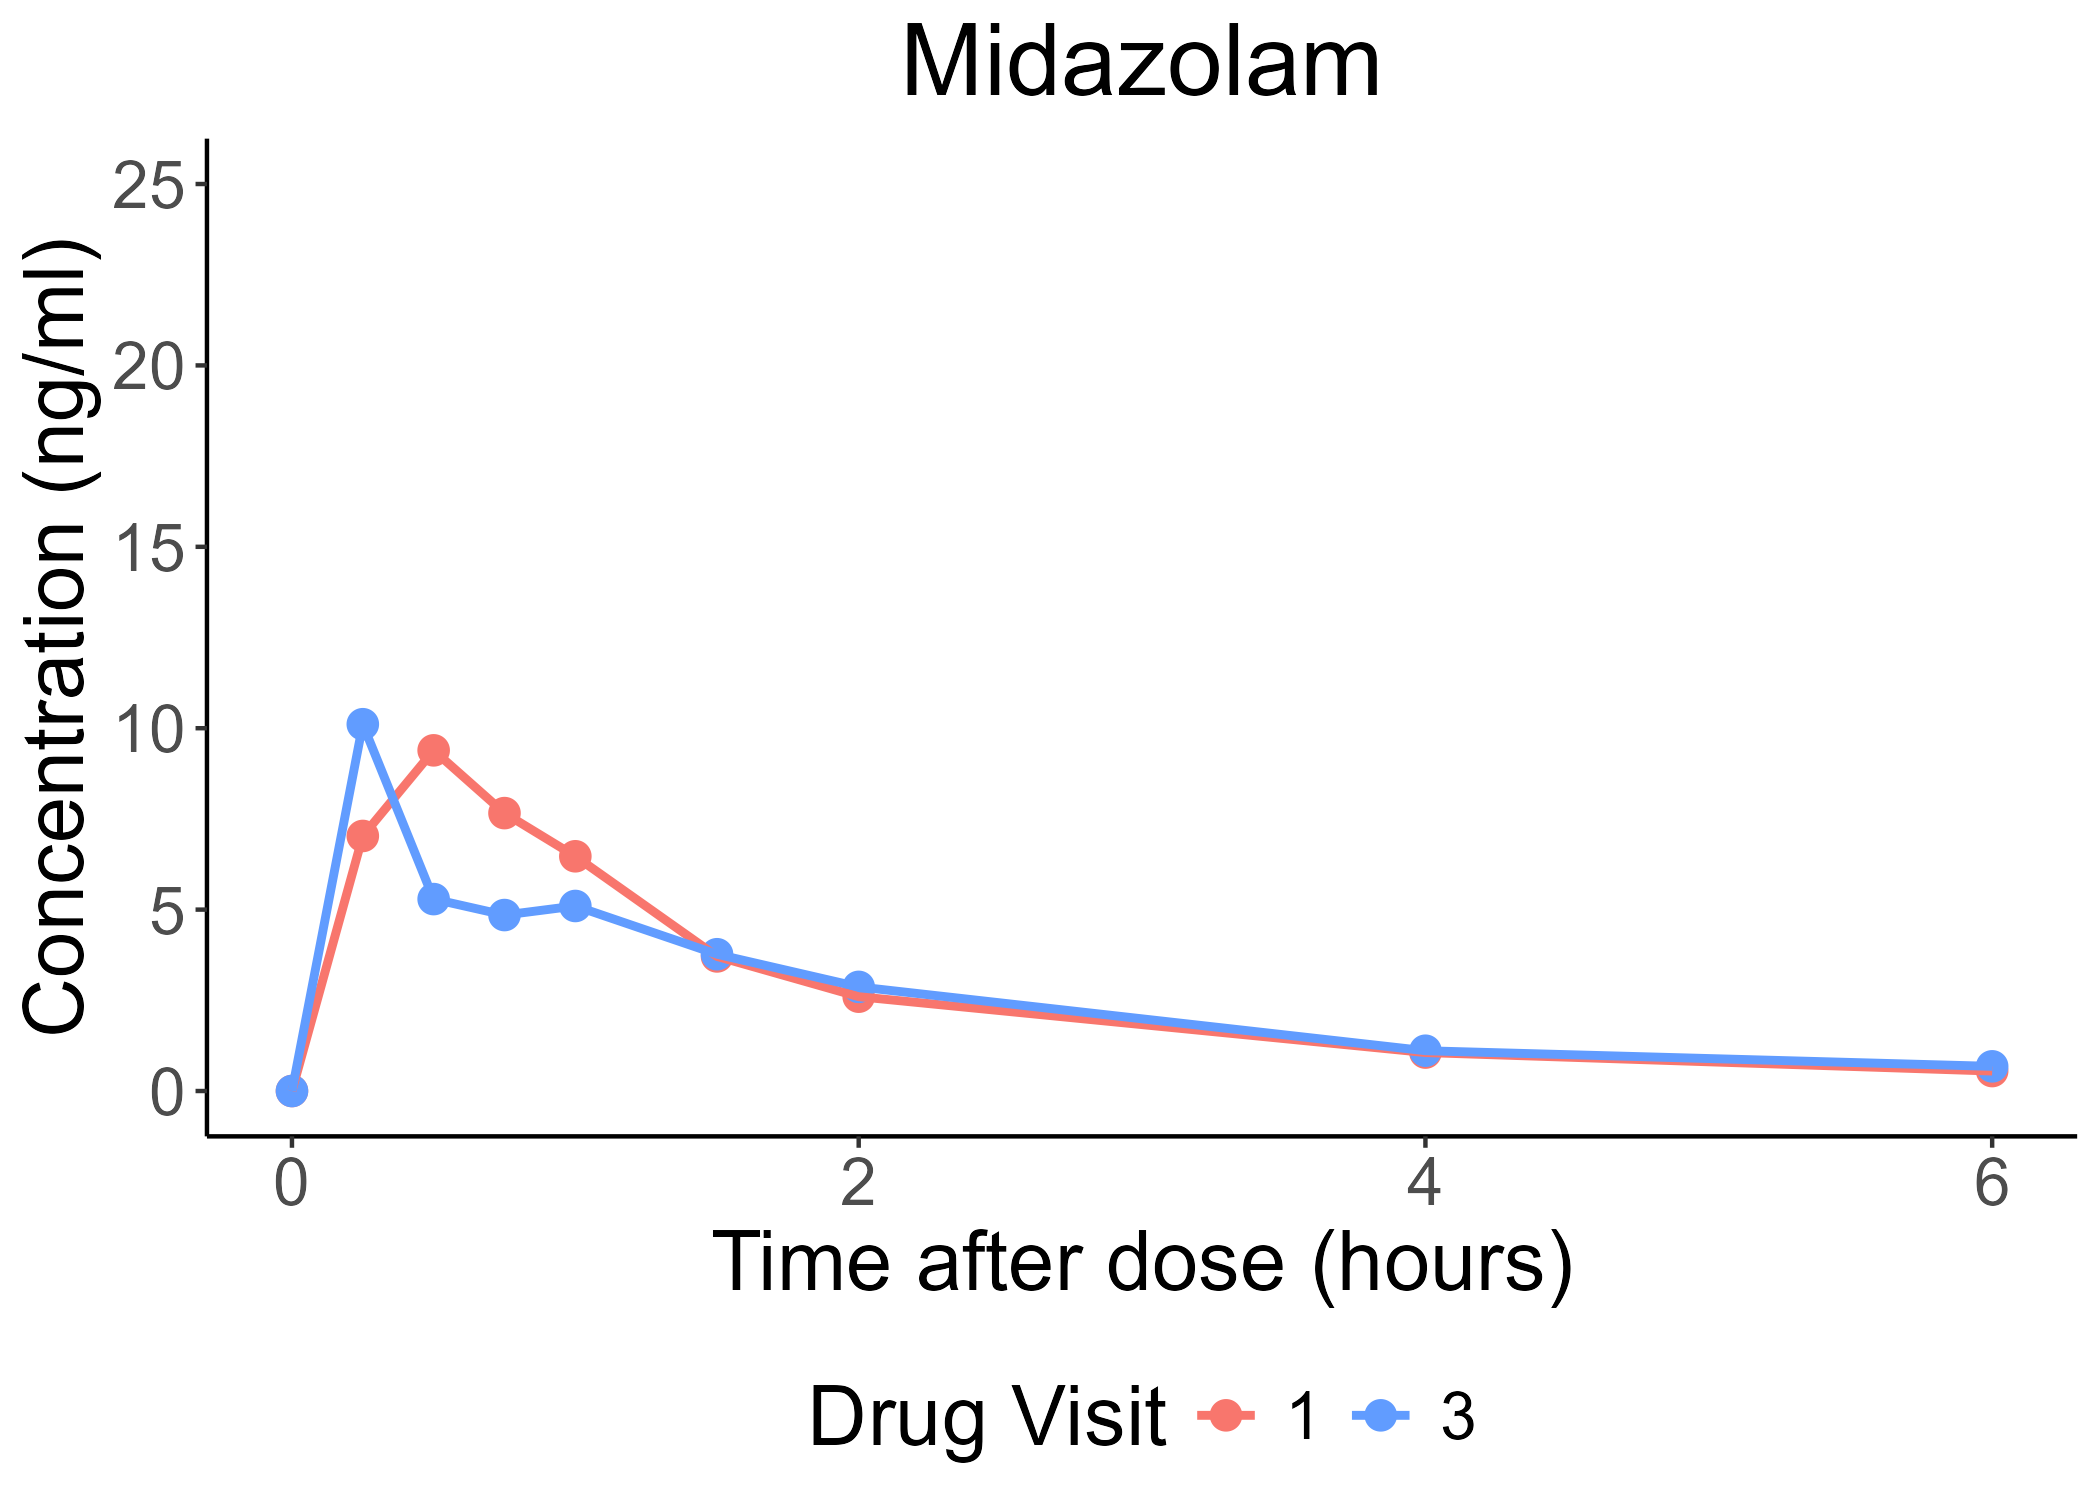 Midazolam
Concentration (ng/ml)
25
20
15
10
5
0
0 2 4 6
Time after dose (hours)
Drug Visit 1 3